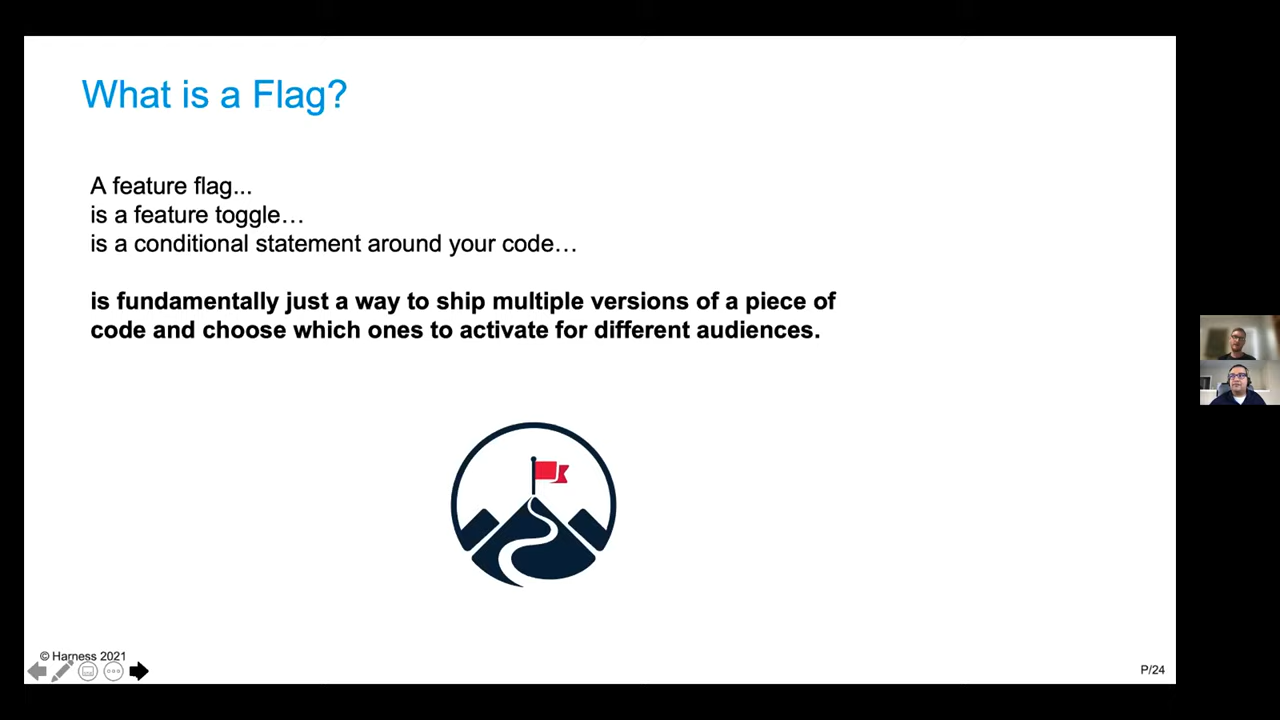 What is a Flag?
A feature flag...
is a feature toggle…
is a conditional statement around your code…
is fundamentally just a way to ship multiple versions of a piece of
code and choose which ones to activate for different audiences.
© Harness 2021
P/24